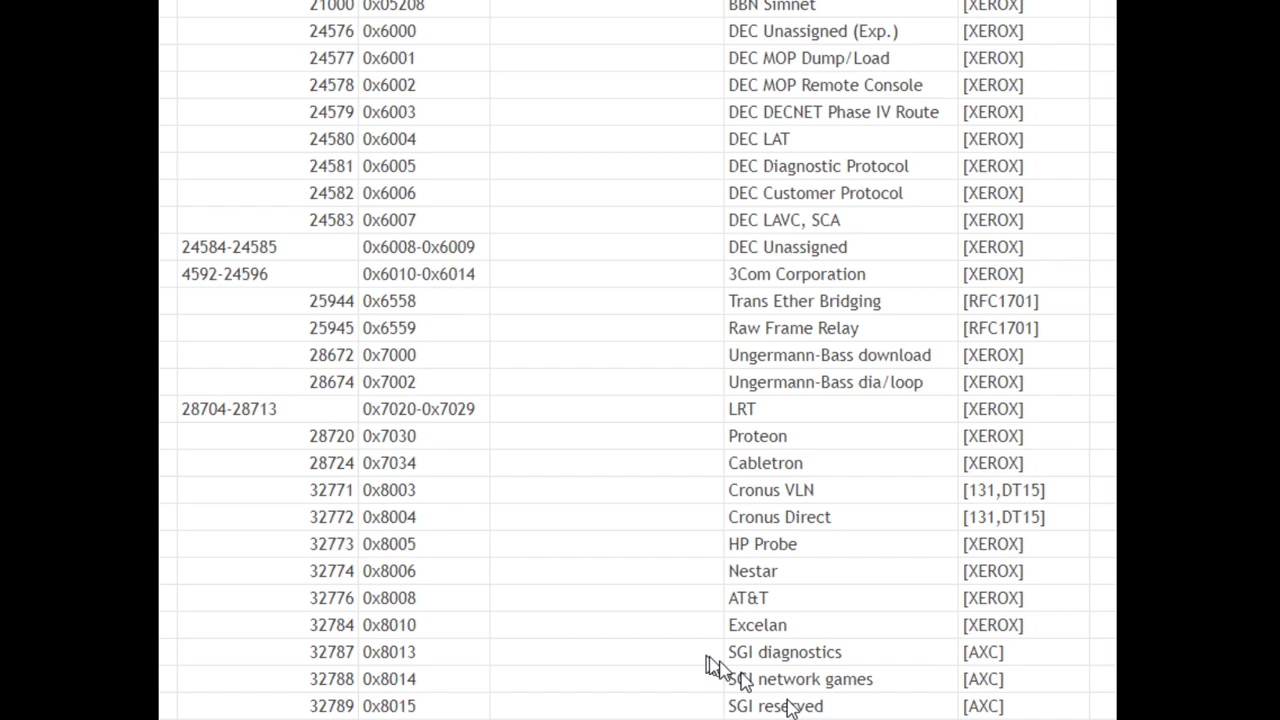 21000 0x05208 BBN Simnet [XEROX]
24576 0x6000 DEC Unassigned (Exp.) [XEROX]
24577 0x6001 DEC MOP Dump/Load [XEROX]
24578 0x6002 DEC MOP Remote Console [XEROX]
24579 0x6003 DEC DECNET Phase IV Route [XEROX]
24580 0x6004 DEC LAT [XEROX]
24581 0x6005 DEC Diagnostic Protocol [XEROX]
24582 0x6006 DEC Customer Protocol [XEROX]
24583 0x6007 DEC LAVC, SCA [XEROX]
24584-24585 0x6008-0x6009 DEC Unassigned [XEROX]
4592-24596 0x6010-0x6014 3Com Corporation [XEROX]
25944 0x6558 Trans Ether Bridging [RFC1701]
25945 0x6559 Raw Frame Relay [RFC1701]
28672 0x7000 Ungermann-Bass download [XEROX]
28674 0x7002 Ungermann-Bass dia/loop [XEROX]
28704-28713 0x7020-0x7029 LRT [XEROX]
28720 0x7030 Proteon [XEROX]
28724 0x7034 Cabletron [XEROX]
32771 0x8003 Cronus VLN [131,DT15]
32772 0x8004 Cronus Direct [131,DT15]
32773 0x8005 HP Probe [XEROX]
32774 0x8006 Nestar [XEROX]
32776 0x8008 AT&T [XEROX]
32784 0x8010 Excelan [XEROX]
32787 0x8013 SGI diagnostics [AXC]
32788 0x8014 SGI network games [AXC]
32789 0x8015 SGI reserved [AXC]